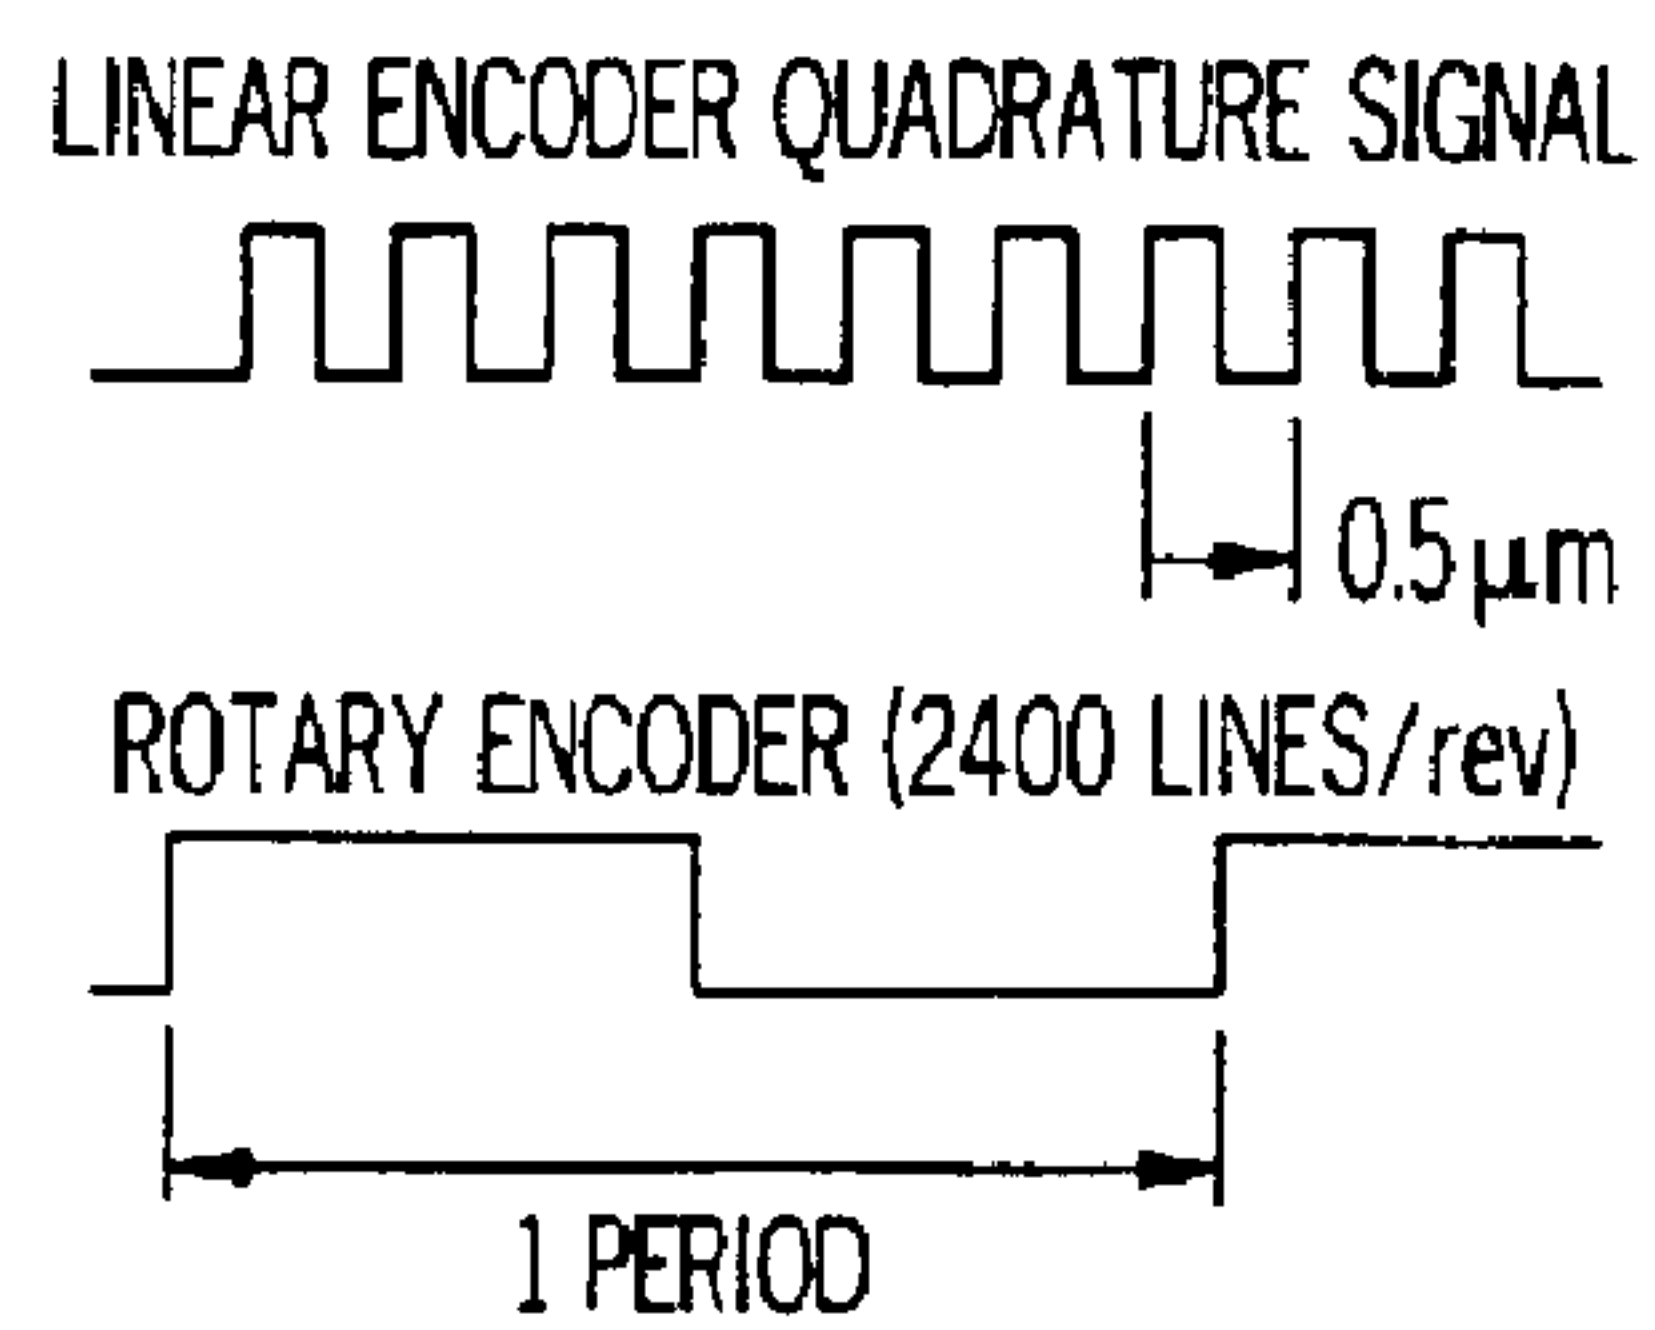 LINEAR ENCODER QUADRATURE SIGNAL
0.5μm
ROTARY ENCODER (2400 LINES/rev)
1 PERIOD